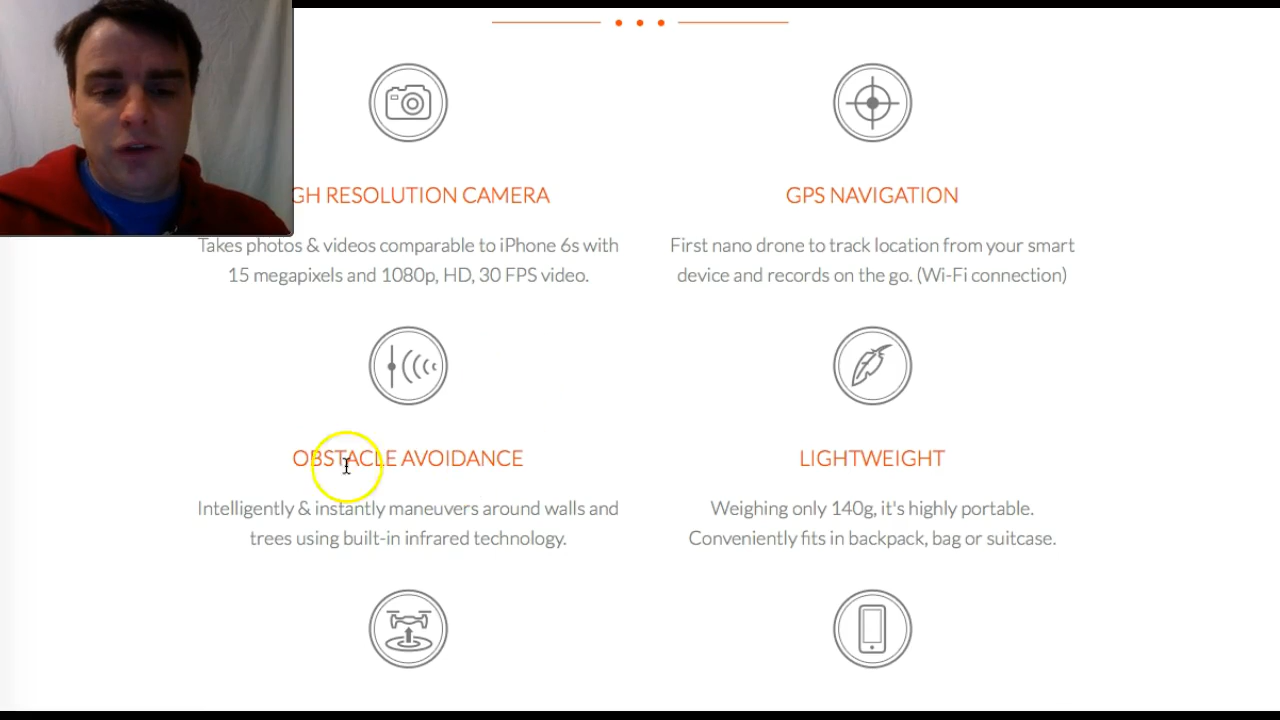 GH RESOLUTION CAMERA
Takes photos & videos comparable to iPhone 6s with
15 megapixels and 1080p, HD, 30 FPS video.
GPS NAVIGATION
First nano drone to track location from your smart
device and records on the go. (Wi-Fi connection)
OBSTACLE AVOIDANCE
Intelligently & instantly maneuvers around walls and
trees using built-in infrared technology.
LIGHTWEIGHT
Weighing only 140g, it's highly portable.
Conveniently fits in backpack, bag or suitcase.